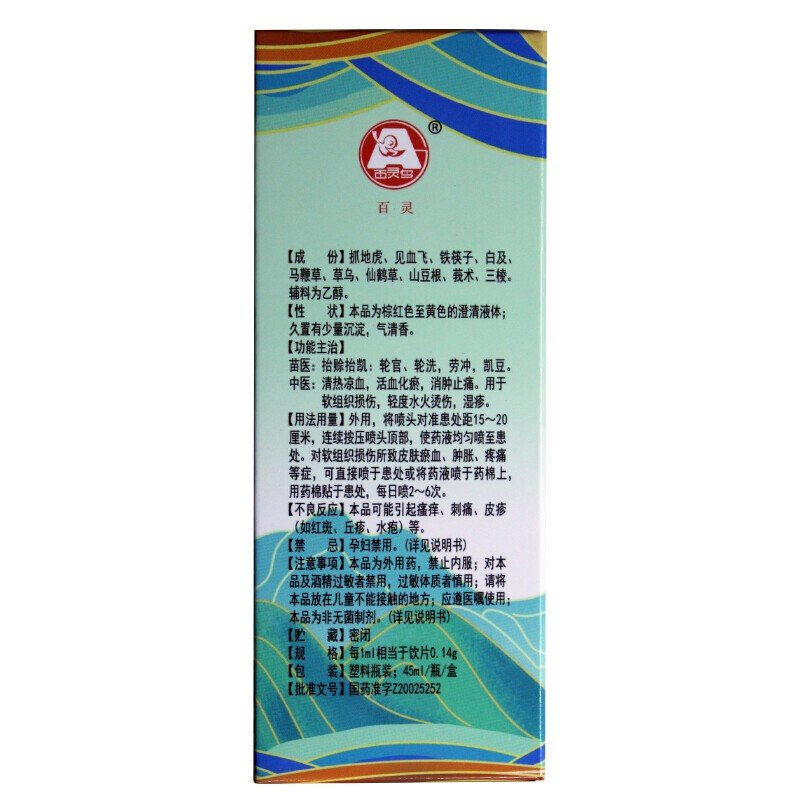 ®
百灵鸟
百灵
【成份】抓地虎、见血飞、铁筷子、白及、
马鞭草、草乌、仙鹤草、山豆根、莪术、三棱。
辅料为乙醇。
【性状】本品为棕红色至黄色的澄清液体；
久置有少量沉淀，气清香。
【功能主治】
苗医：抬赊抬凯：轮官、轮洗，劳冲，凯豆。
中医：清热凉血，活血化瘀，消肿止痛。用于
软组织损伤，轻度水火烫伤，湿疹。
【用法用量】外用，将喷头对准患处距15～20
厘米，连续按压喷头顶部，使药液均匀喷至患
处。对软组织损伤所致皮肤瘀血、肿胀、疼痛
等症，可直接喷于患处或将药液喷于药棉上，
用药棉贴于患处，每日喷2～6次。
【不良反应】本品可能引起瘙痒、刺痛、皮疹
（如红斑、丘疹、水疱）等。
【禁忌】孕妇禁用。(详见说明书)
【注意事项】本品为外用药，禁止内服；对本
品及酒精过敏者禁用，过敏体质者慎用；请将
本品放在儿童不能接触的地方；应遵医嘱使用；
本品为非无菌制剂。（详见说明书）
【贮藏】密闭
【规格】每1ml相当于饮片0.14g
【包装】塑料瓶装；45ml/瓶/盒
【批准文号】国药准字Z20025252